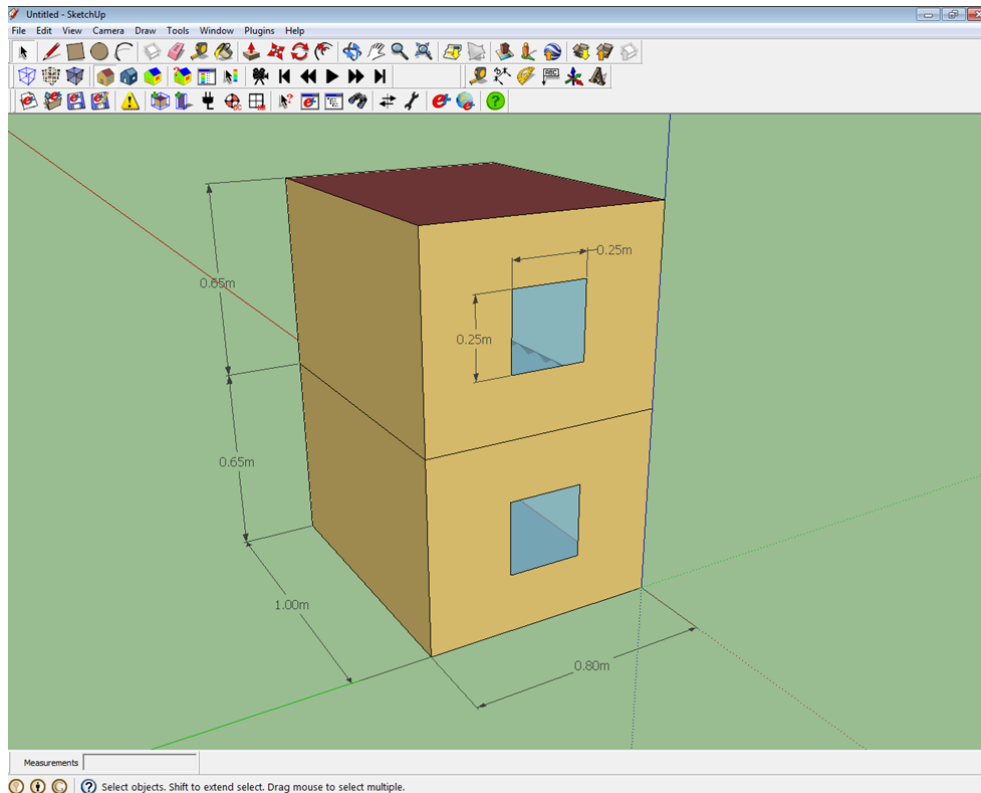 Untitled - SketchUp
File Edit View Camera Draw Tools Window Plugins Help
0.25m
0.65m
0.25m
0.65m
1.00m
0.80m
Measurements
Select objects. Shift to extend select. Drag mouse to select multiple.